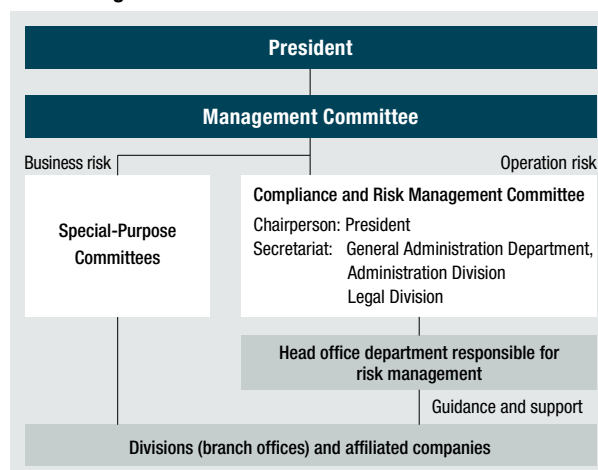 President
Management Committee
Business risk
Operation risk
Special-Purpose
Committees
Compliance and Risk Management Committee
Chairperson: President
Secretariat: General Administration Department,
Administration Division
Legal Division
Head office department responsible for
risk management
Guidance and support
Divisions (branch offices) and affiliated companies